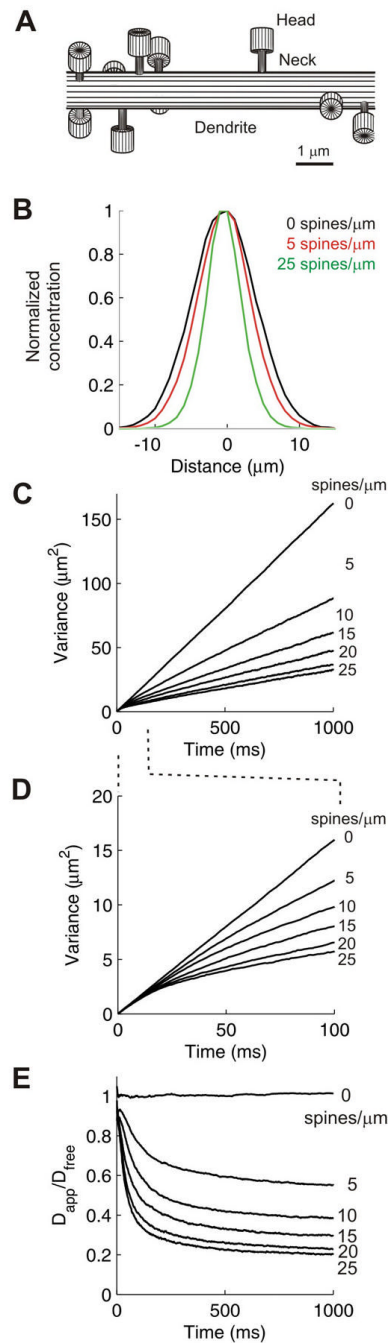 A
Head
Neck
Dendrite
1 μm
B
Normalized
concentration
1
0.8
0.6
0.4
0.2
0
0 spines/μm
5 spines/μm
25 spines/μm
-10
0
10
Distance (μm)
C
spines/μm
Variance (μm²)
150
100
50
0
0
5
10
15
20
25
0
500
1000
Time (ms)
D
spines/μm
Variance (μm²)
20
15
10
5
0
0
5
10
15
20
25
0
50
100
Time (ms)
E
Dapp/Dfree
1
0.8
0.6
0.4
0.2
0
0
spines/μm
5
10
15
20
25
0
500
1000
Time (ms)